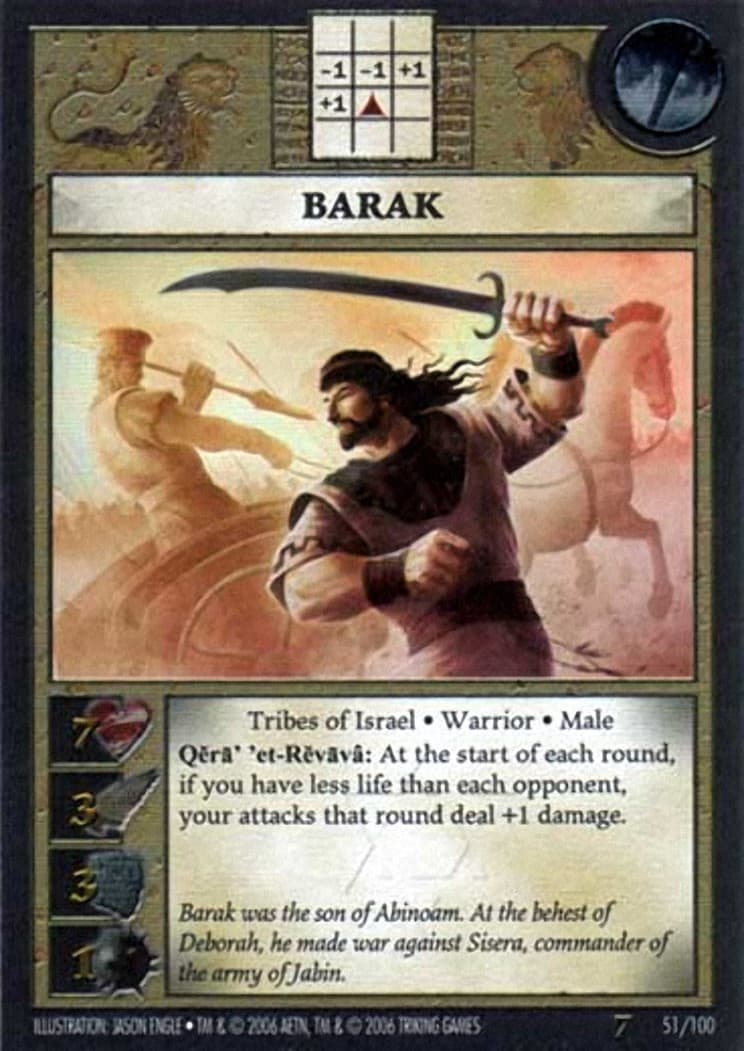 -1 -1 +1
+1
BARAK
7
3
3
1
Tribes of Israel • Warrior • Male
Qĕrā’ ’et-Rĕvāvâ: At the start of each round,
if you have less life than each opponent,
your attacks that round deal +1 damage.
Barak was the son of Abinoam. At the behest of
Deborah, he made war against Sisera, commander of
the army of Jabin.
ILLUSTRATION: JASON ENGLE • TM & © 2006 AETN, TM & © 2006 TRIKING GAMES
7 51/100